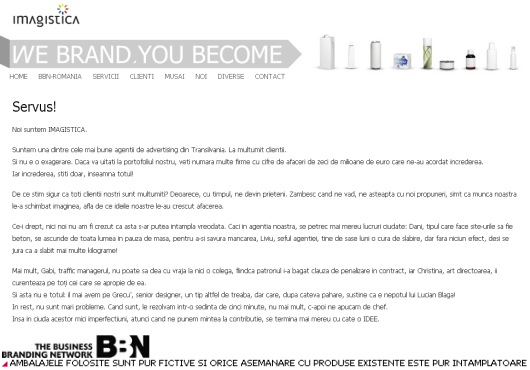 IMAGISTICA
WE BRAND.YOU BECOME
HOME BBN-ROMANIA SERVICII CLIENTI MUSAI NOI DIVERSE CONTACT
Servus!
Noi suntem IMAGISTICA.
Suntem una dintre cele mai bune agentii de advertising din Transilvania. La multumit clientii.
Si nu e o exagerare. Daca va uitati la portofoliul nostru, veti numara multe firme cu cifre de afaceri de zeci de milioane de euro care ne-au acordat increderea.
Iar increderea, stiti doar, inseamna totul!
De ce stim sigur ca toti clientii nostri sunt multumiti? Deoarece, cu timpul, ne devin prieteni. Zambesc cand ne vad, ne asteapta cu noi propuneri, simt ca munca noastra
le-a schimbat imaginea, afla de ce ideile noastre le-au crescut afacerea.
Ce-i drept, nici noi nu am fi crezut ca asta s-ar putea intampla vreodata. Caci in agentia noastra, se petrec mai mereu lucruri ciudate: Dani, tipul care face site-urile sa fie
beton, se ascunde de toata lumea in pauza de masa, pentru a-si savura mancarea, Liviu, seful agentiei, tine de sase luni o cura de slabire, dar fara niciun efect, desi se
jura ca a slabit mai multe kilograme!
Mai mult, Gabi, traffic managerul, nu poate sa dea cu vraja la nici o colega, fiindca patronul i-a bagat clauza de penalizare in contract, iar Christina, art directoarea, ii
curenteaza pe toti cei care se apropie de ea.
Si asta nu e totul: il mai avem pe Grecu', senior designer, un tip altfel de treaba, dar care, dupa cateva pahare, sustine ca e nepotul lui Lucian Blaga!
In rest, nu sunt mari probleme. Cand sunt, le rezolvam intr-o sedinta de cinci minute, nu mai mult, c-apoi ne apucam de chef.
Insa in ciuda acestor mici imperfectiuni, atunci cand ne punem mintea la contributie, se termina mai mereu cu cate o IDEE.
THE BUSINESS
BRANDING NETWORK BBN
AMBALAJELE FOLOSITE SUNT PUR FICTIVE SI ORICE ASEMANARE CU PRODUSE EXISTENTE ESTE PUR INTAMPLATOARE